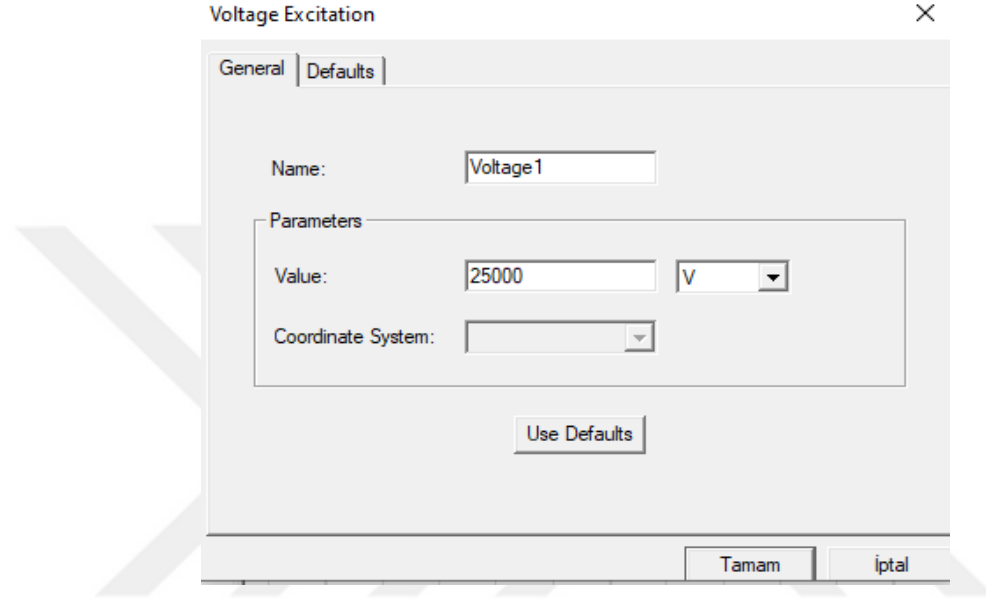 Voltage Excitation
General Defaults
Name: Voltage1
Parameters
Value: 25000 V
Coordinate System:
Use Defaults
Tamam İptal